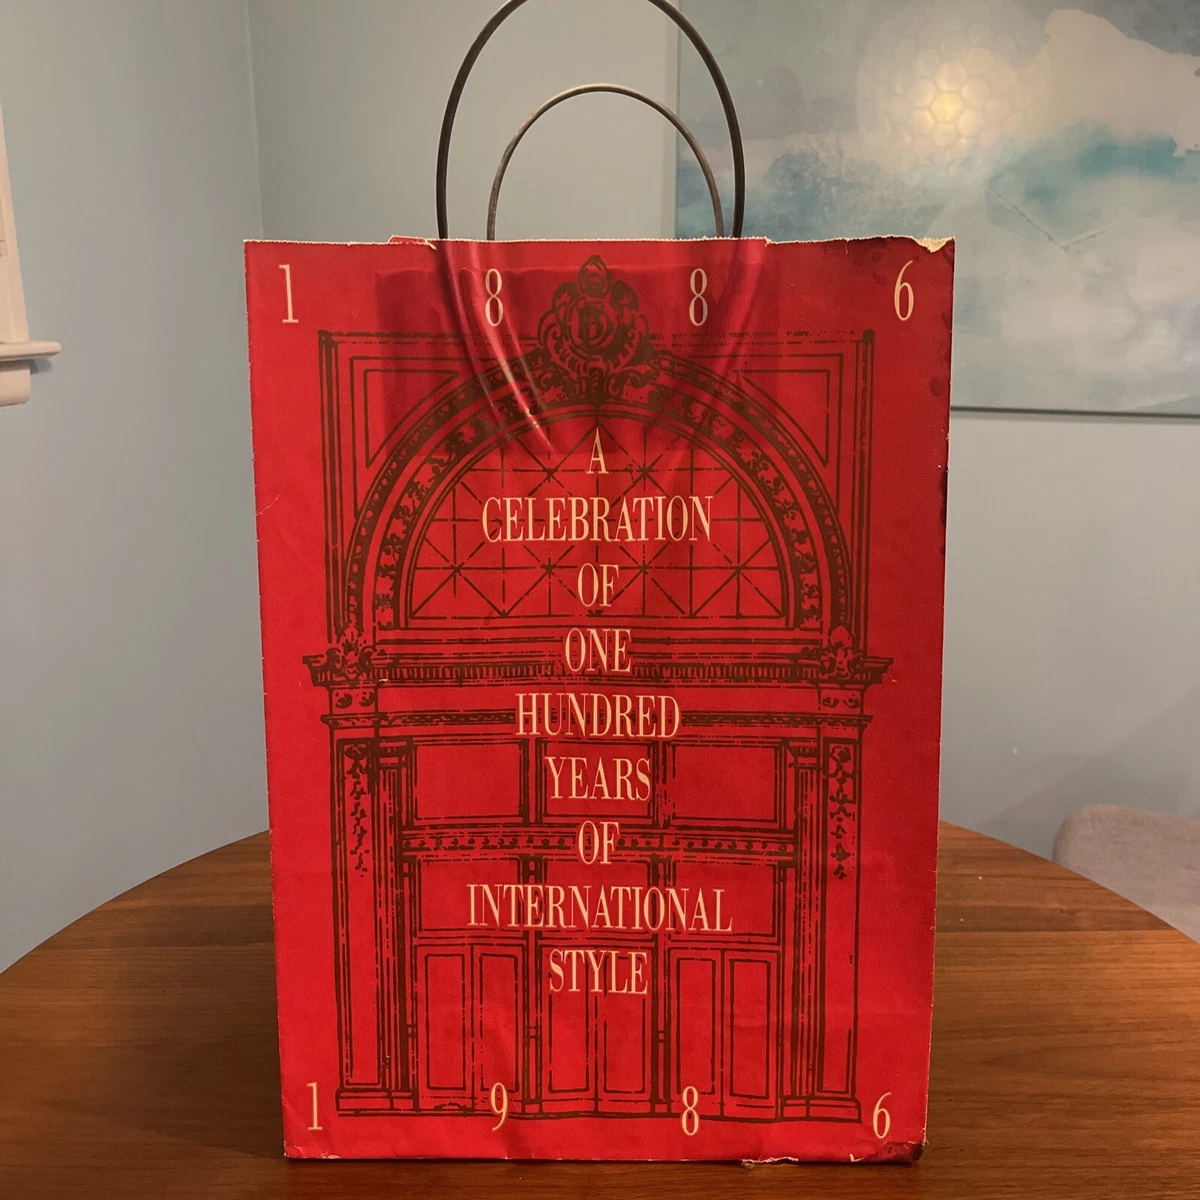 1 8 8 6
A
CELEBRATION
OF
ONE
HUNDRED
YEARS
OF
INTERNATIONAL
STYLE
1 9 8 6